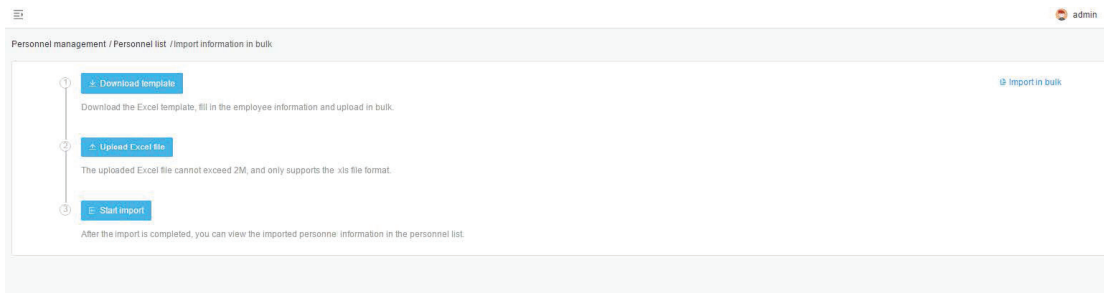 admin
Personnel management / Personnel list / Import information in bulk
1 Download template
Import in bulk
Download the Excel template, fill in the employee information and upload in bulk.
2 Upload Excel file
The uploaded Excel file cannot exceed 2M, and only supports the xls file format.
3 Start import
After the import is completed, you can view the imported personnel information in the personnel list.